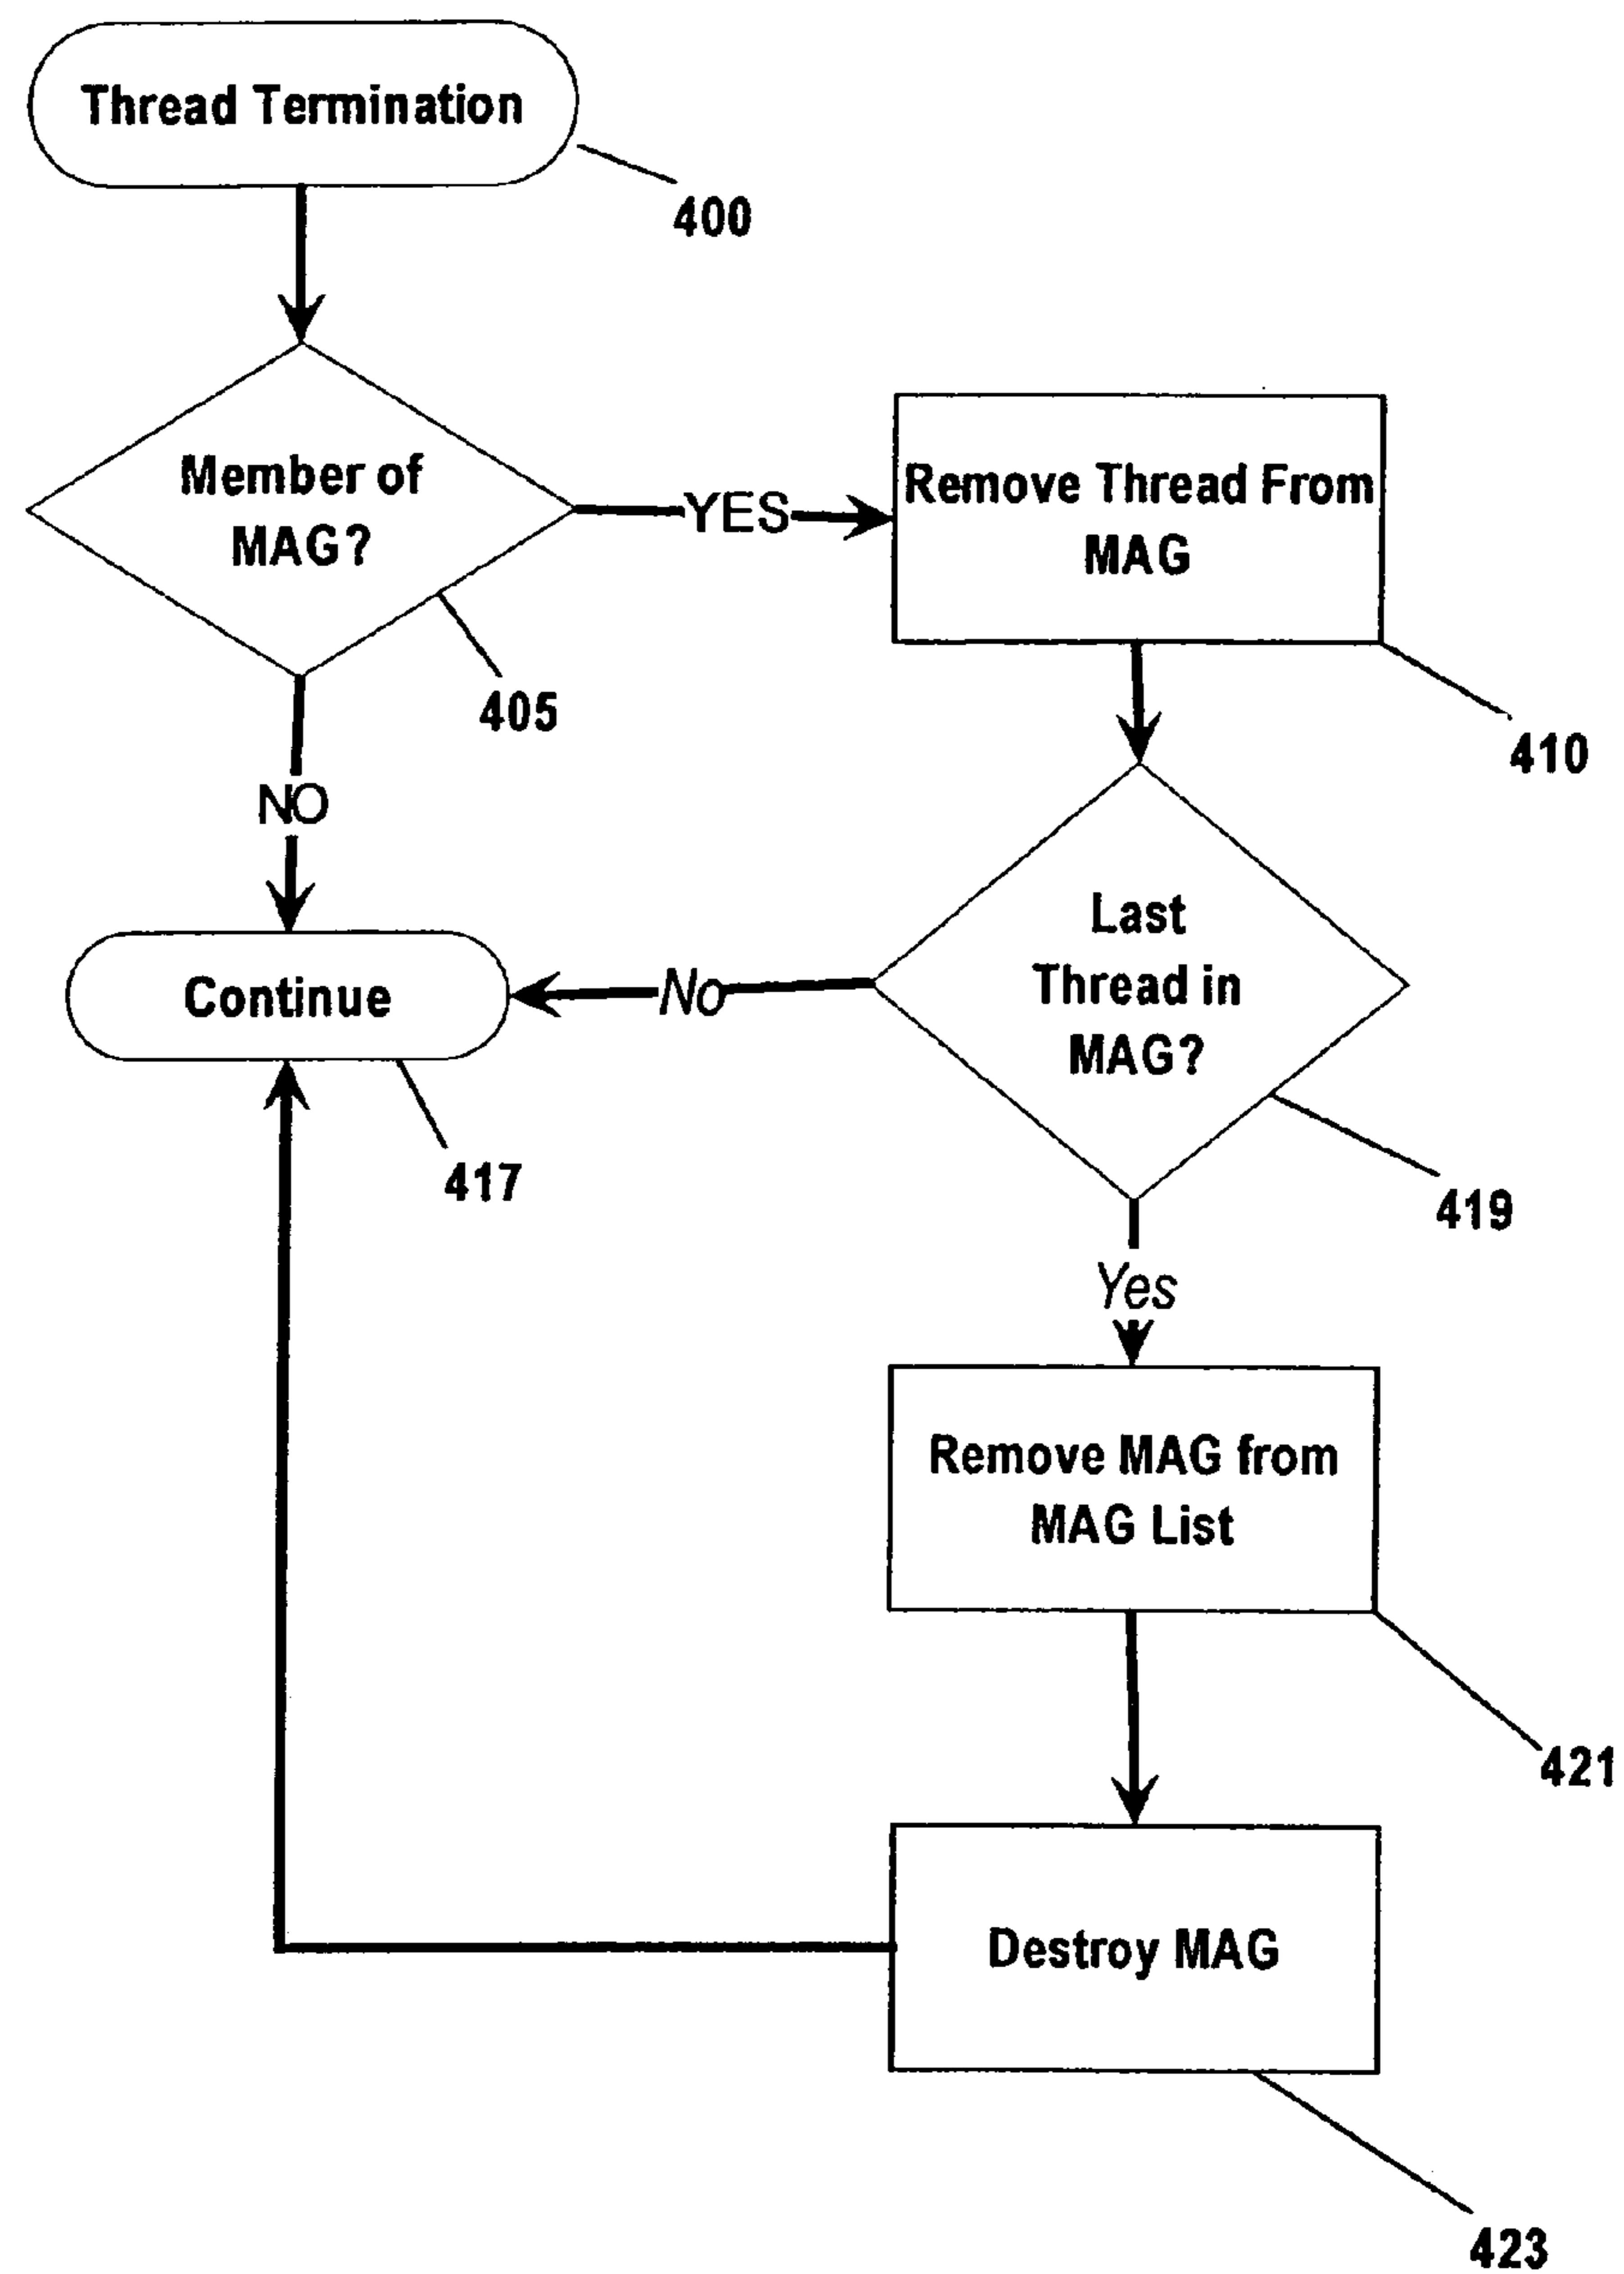 Thread Termination
400
Member of
MAG?
405
YES
Remove Thread From
MAG
410
NO
Continue
417
No
Last
Thread in
MAG?
419
Yes
Remove MAG from
MAG List
421
Destroy MAG
423